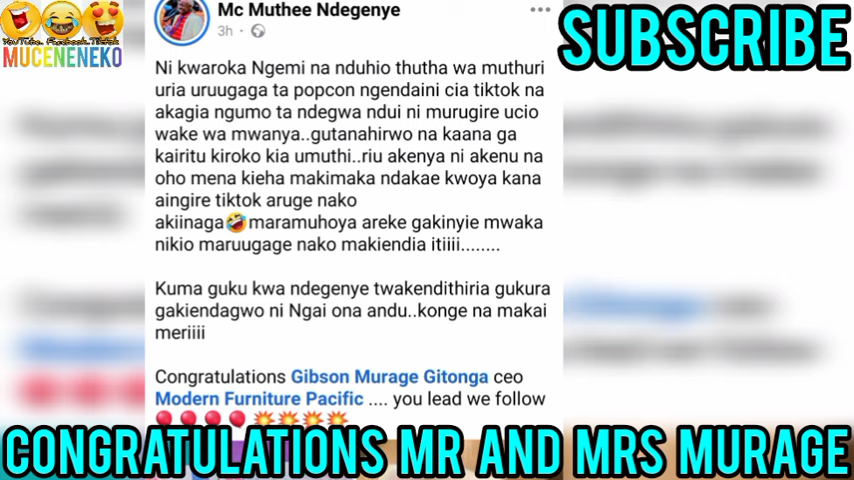 Mc Muthee Ndegenye
3h
YouTube. Facebook. Tiktok
MUCENENEKO
SUBSCRIBE
Ni kwaroka Ngemi na nduhio thutha wa muthuri
uria uruugaga ta popcon ngendaini cia tiktok na
akagia ngumo ta ndegwa ndui ni murugire ucio
wake wa mwanya..gutanahirwo na kaana ga
kairitu kiroko kia umuthi..riu akenya ni akenu na
oho mena kieha makimaka ndakae kwoya kana
aingire tiktok aruge nako
akiinaga🤣maramuhoya areke gakinyie mwaka
nikio maruugage nako makiendia itiiii........
Kuma guku kwa ndegenye twakendithiria gukura
gakiendagwo ni Ngai ona andu..konge na makai
meriiii
Congratulations Gibson Murage Gitonga ceo
Modern Furniture Pacific .... you lead we follow
🎈🎈🎈🎈💥💥💥💥
CONGRATULATIONS MR AND MRS MURAGE